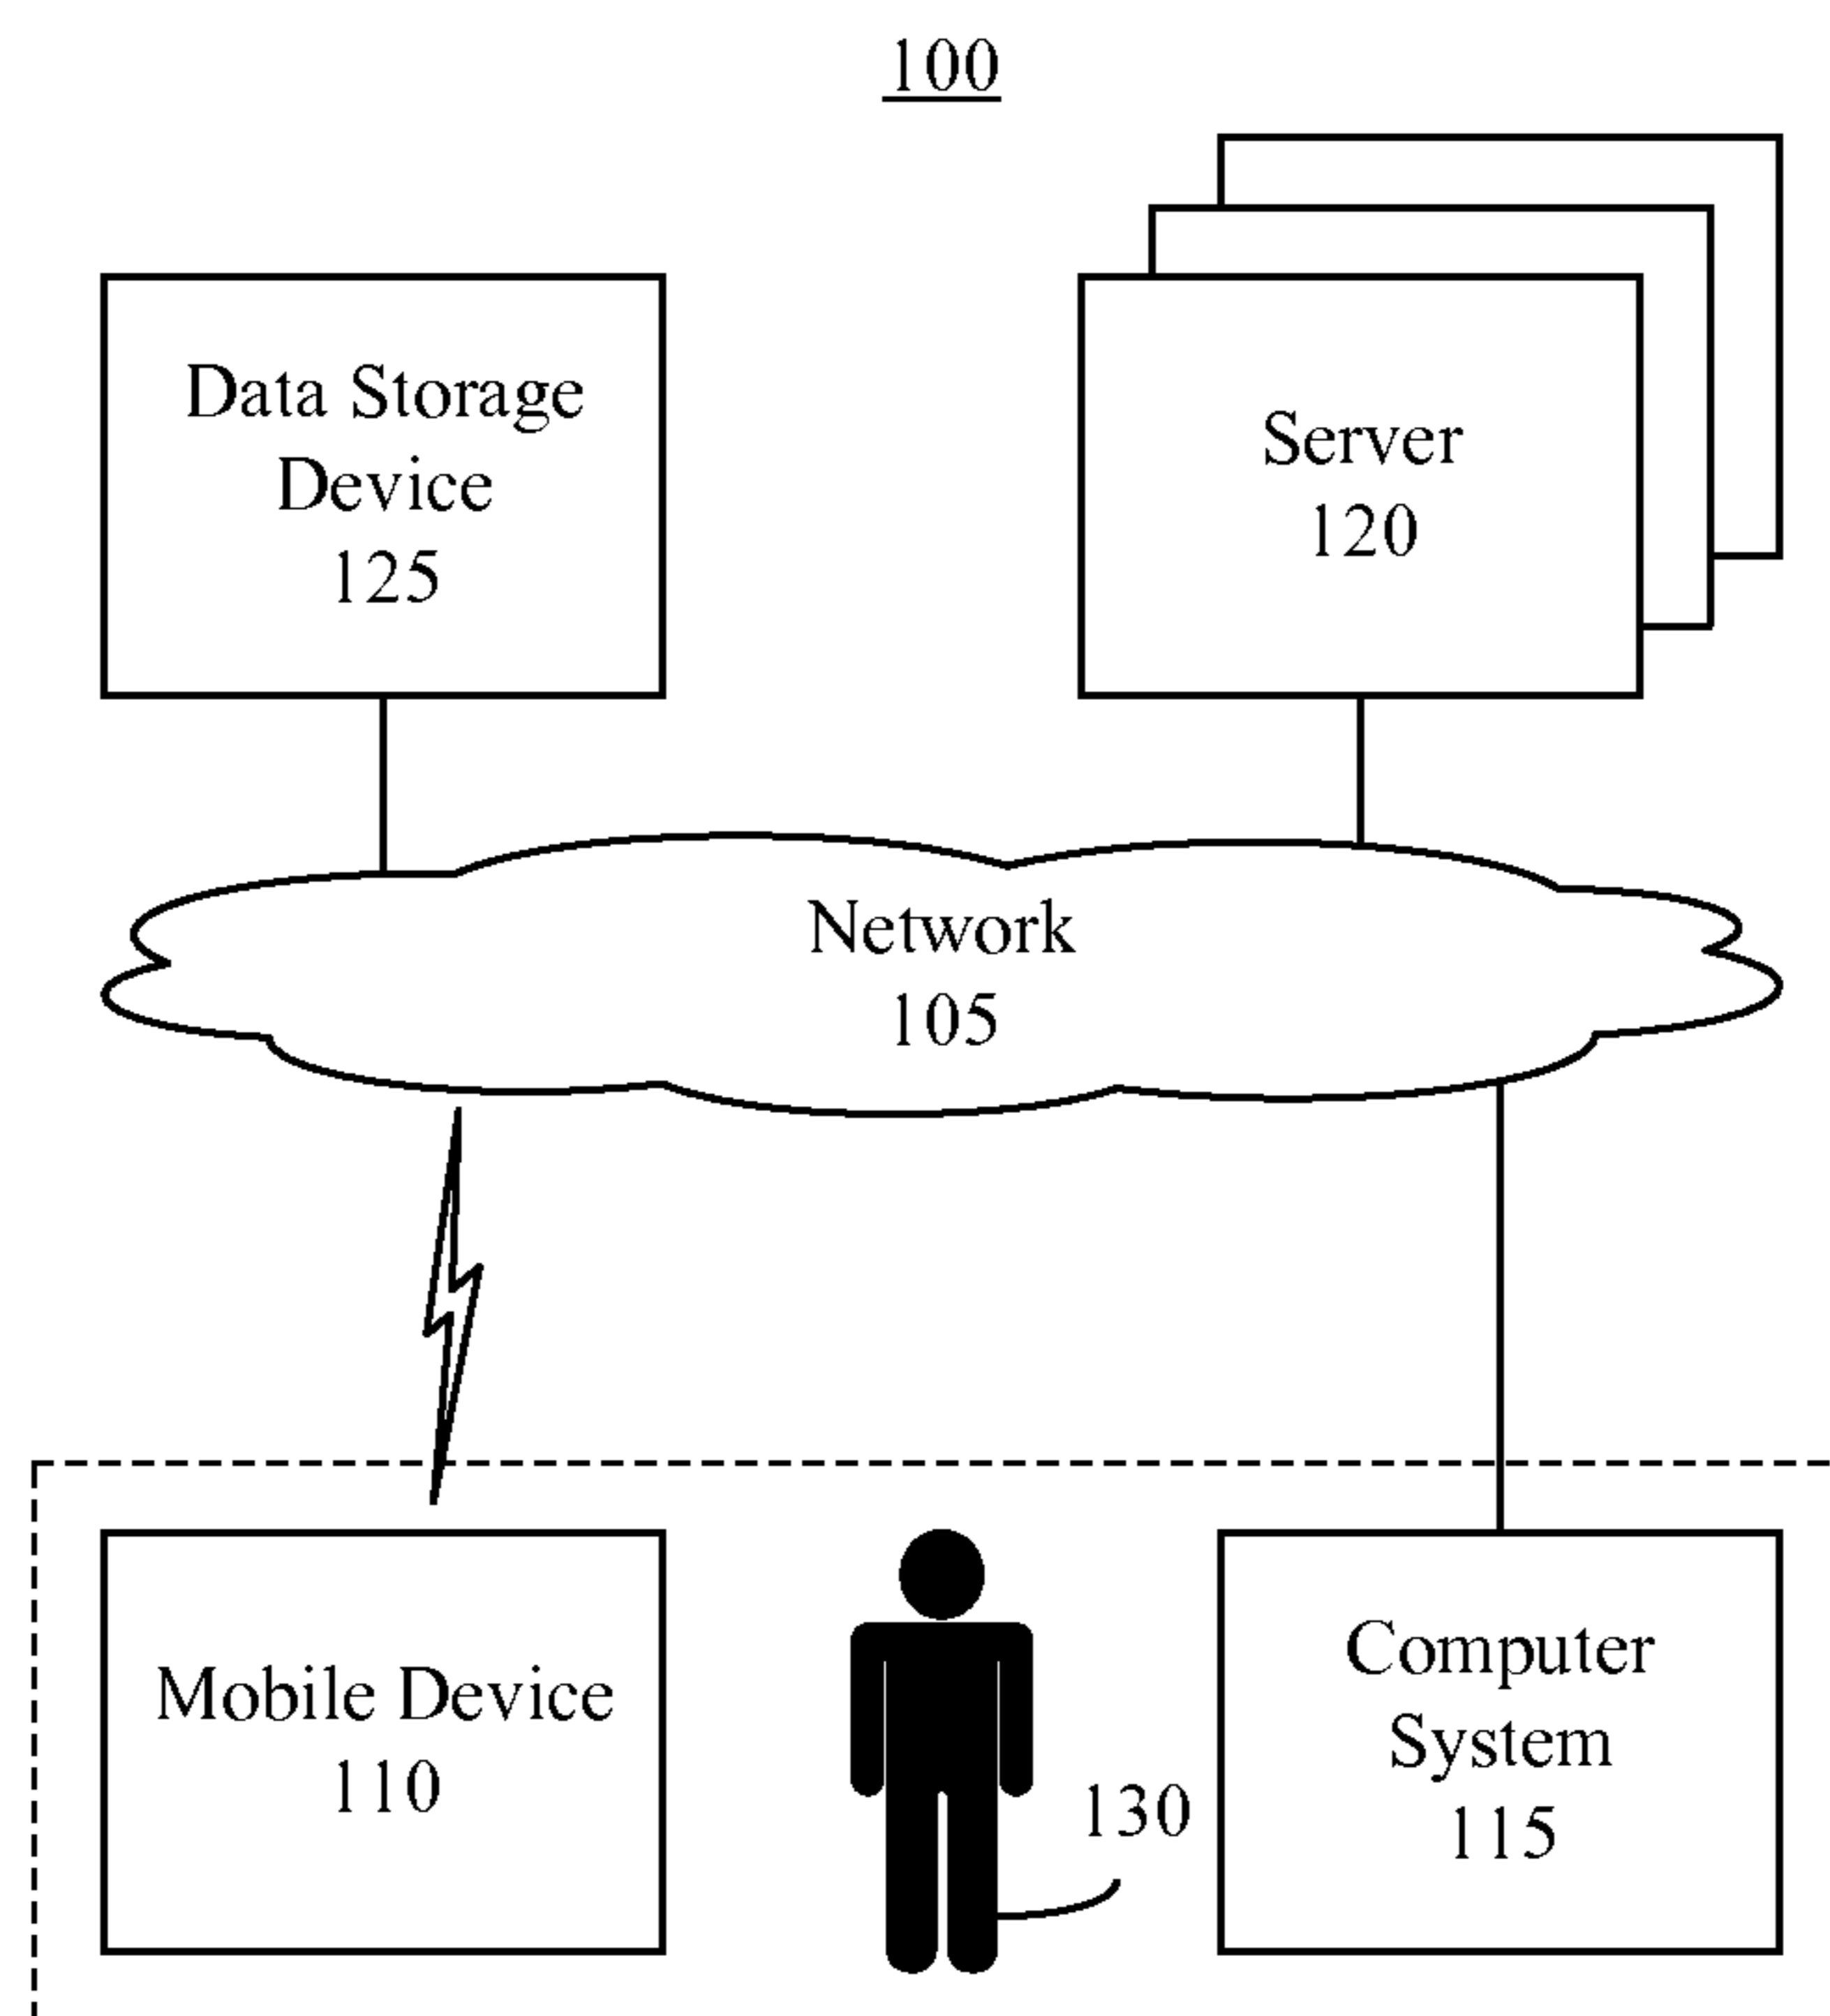 100
Data Storage
Device
125
Server
120
Network
105
Mobile Device
110
130
Computer
System
115